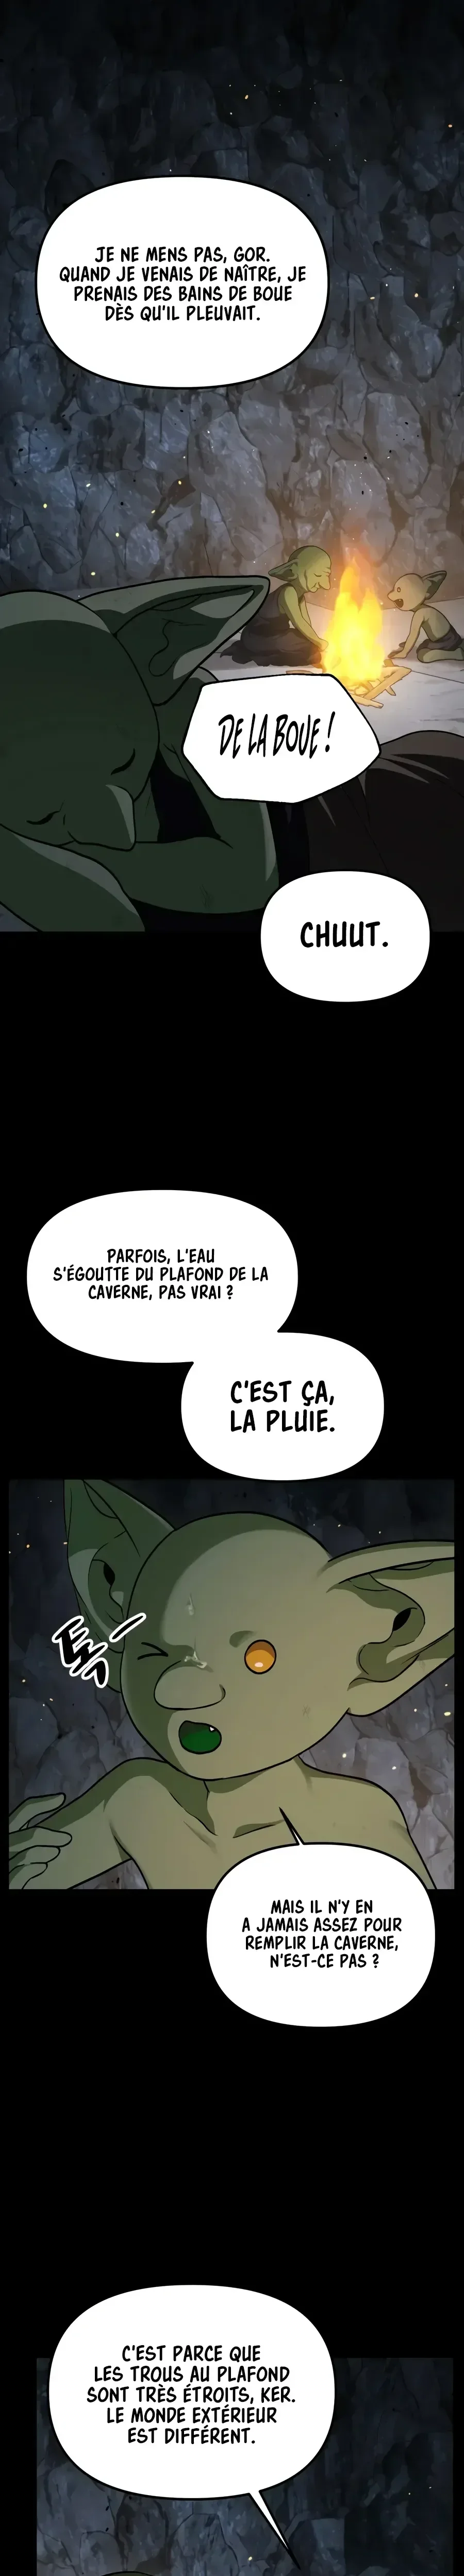 JE NE MENS PAS, GOR.
QUAND JE VENAIS DE NAÎTRE, JE
PRENAIS DES BAINS DE BOUE
DÈS QU'IL PLEUVAIT.
DE LA BOUE !
CHUUT.
PARFOIS, L'EAU
S'ÉGOUTTE DU PLAFOND DE LA
CAVERNE, PAS VRAI ?
C'EST ÇA,
LA PLUIE.
톡
MAIS IL N'Y EN
A JAMAIS ASSEZ POUR
REMPLIR LA CAVERNE,
N'EST-CE PAS ?
C'EST PARCE QUE
LES TROUS AU PLAFOND
SONT TRÈS ÉTROITS, KER.
LE MONDE EXTÉRIEUR
EST DIFFÉRENT.